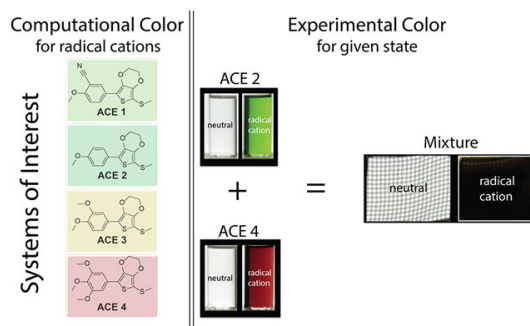 Computational Color
for radical cations
Experimental Color
for given state
Systems of Interest
N
O
O
O
S
S
ACE 1
O
O
O
S
S
ACE 2
O
O
O
O
S
S
ACE 3
O
O
O
O
O
S
S
ACE 4
ACE 2
neutral
radical
cation
+
ACE 4
neutral
radical
cation
=
Mixture
neutral
radical
cation